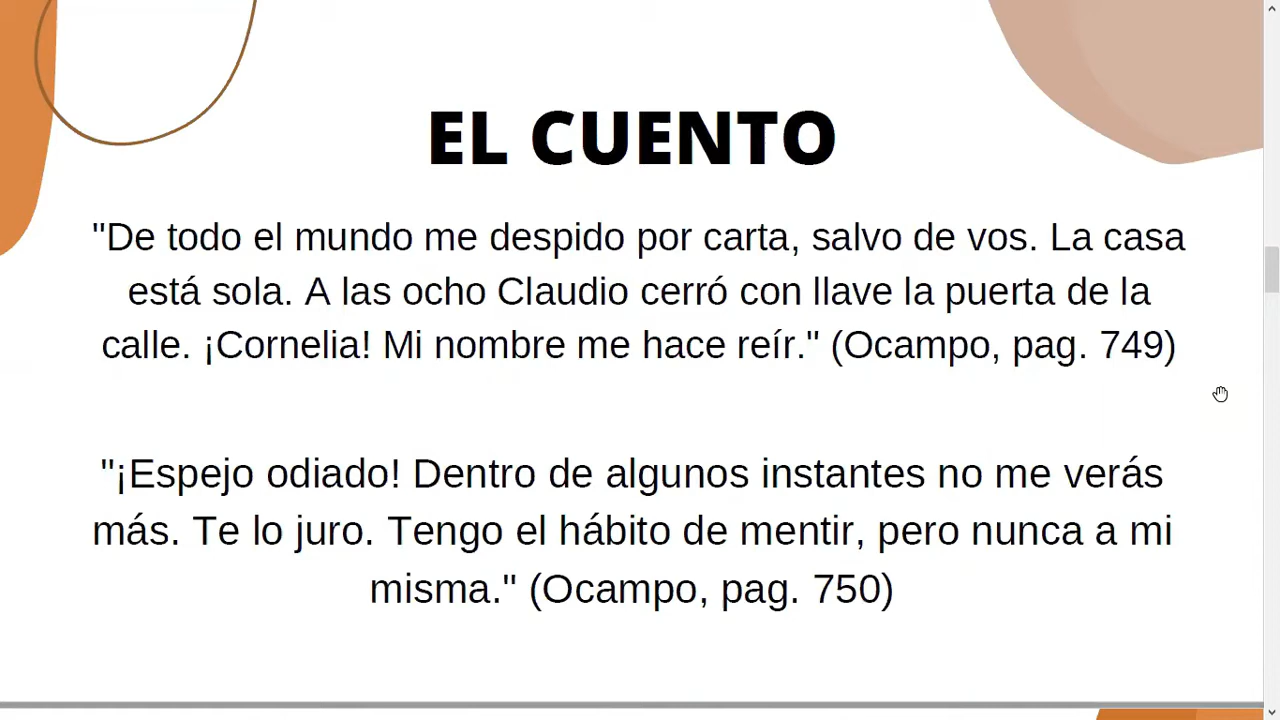 EL CUENTO
"De todo el mundo me despido por carta, salvo de vos. La casa
está sola. A las ocho Claudio cerró con llave la puerta de la
calle. ¡Cornelia! Mi nombre me hace reír." (Ocampo, pag. 749)
"¡Espejo odiado! Dentro de algunos instantes no me verás
más. Te lo juro. Tengo el hábito de mentir, pero nunca a mi
misma." (Ocampo, pag. 750)